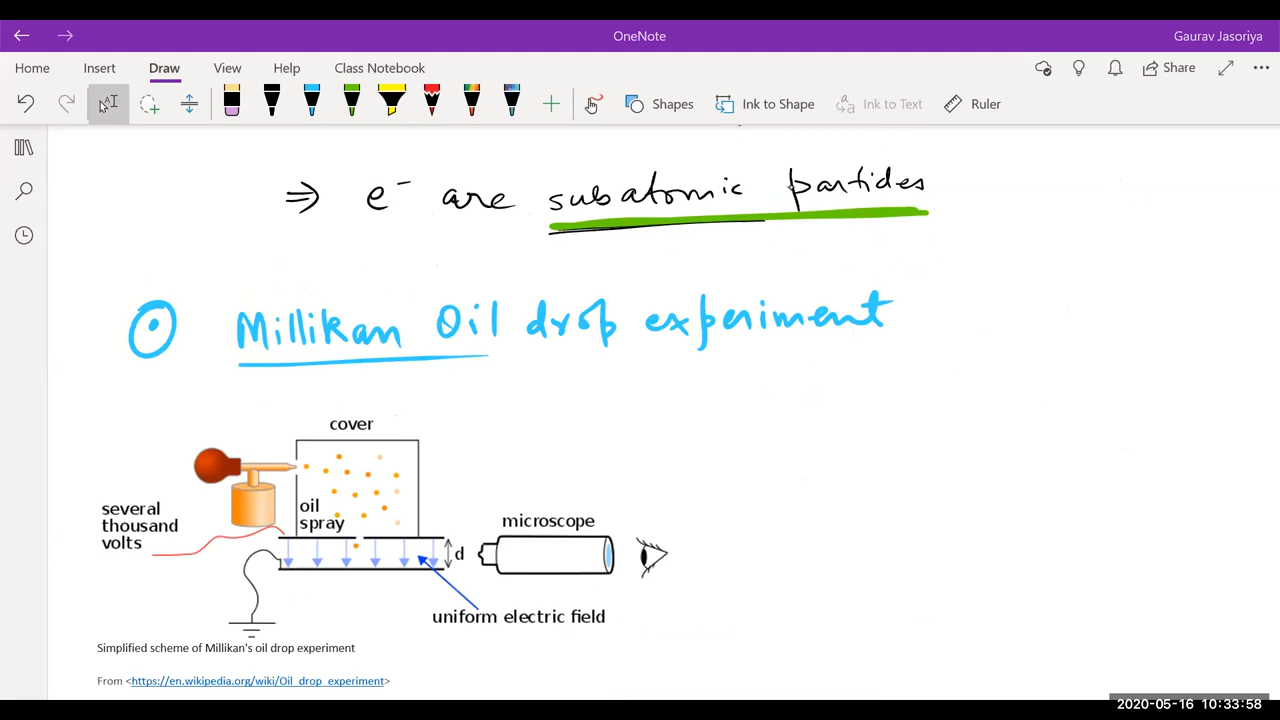 OneNote
Gaurav Jasoriya
Home Insert Draw View Help Class Notebook
Share
Shapes Ink to Shape Ink to Text Ruler
⇒ e⁻ are subatomic particles
Millikan Oil drop experiment
cover
oil
spray
several
thousand
volts
microscope
d
uniform electric field
Simplified scheme of Millikan's oil drop experiment
From <https://en.wikipedia.org/wiki/Oil_drop_experiment>
2020-05-16 10:33:58